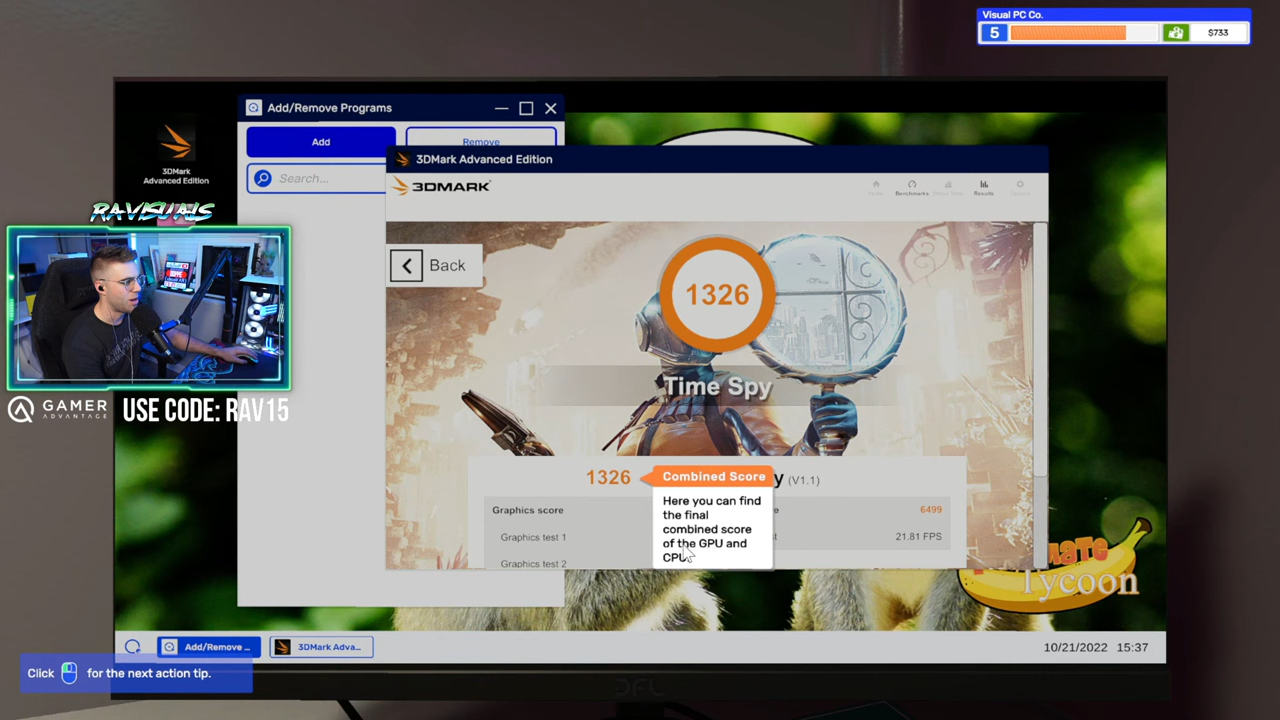 Visual PC Co.
5
$733
Add/Remove Programs
Add
Remove
Search...
3DMark
Advanced Edition
3DMark Advanced Edition
3DMARK
Benchmarks
Results
RAVISUALS
Back
1326
Time Spy
GAMER
ADVANTAGE
USE CODE: RAV15
1326
Combined Score
y (V1.1)
Here you can find
the final
combined score
of the GPU and
CPU.
Graphics score
6499
Graphics test 1
21.81 FPS
Graphics test 2
Tycoon
Add/Remove ...
3DMark Adva...
10/21/2022 15:37
Click for the next action tip.